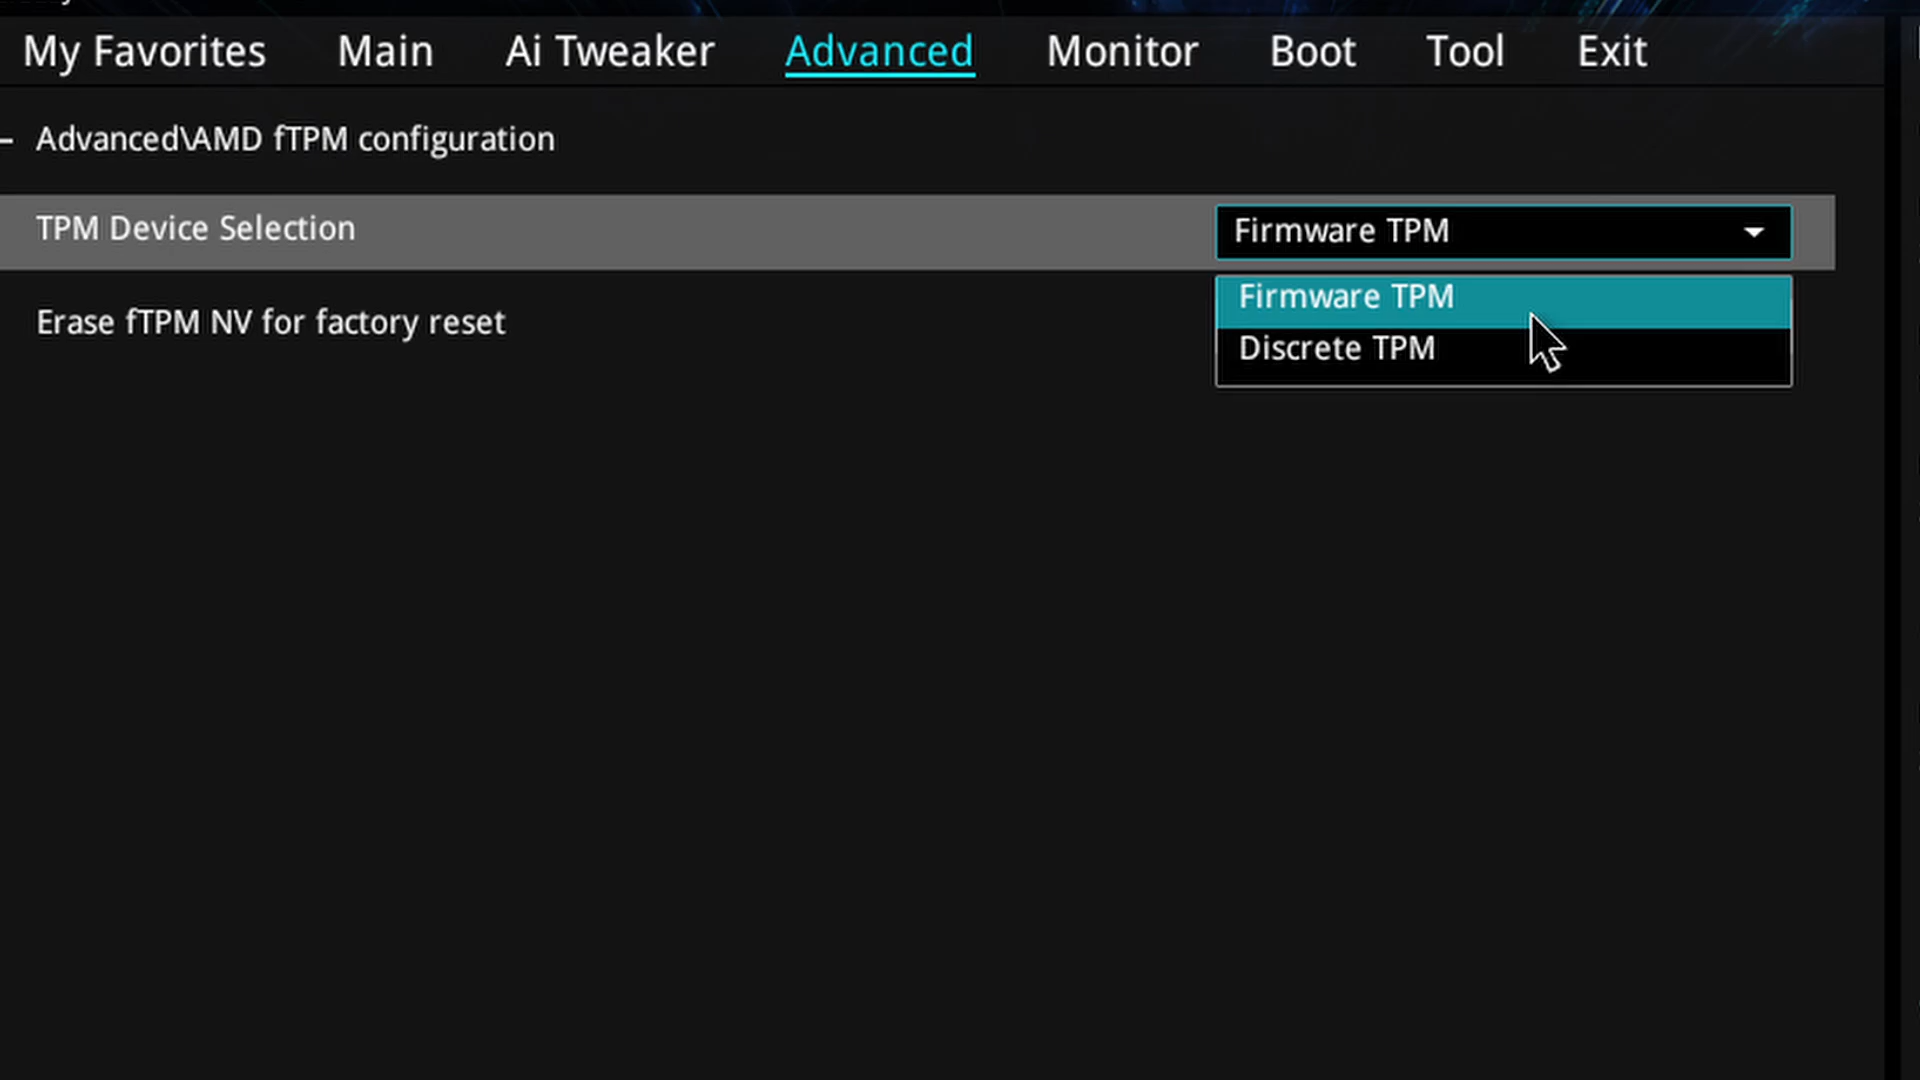 My Favorites Main Ai Tweaker Advanced Monitor Boot Tool Exit
Advanced\AMD fTPM configuration
TPM Device Selection Firmware TPM
Firmware TPM
Erase fTPM NV for factory reset
Discrete TPM